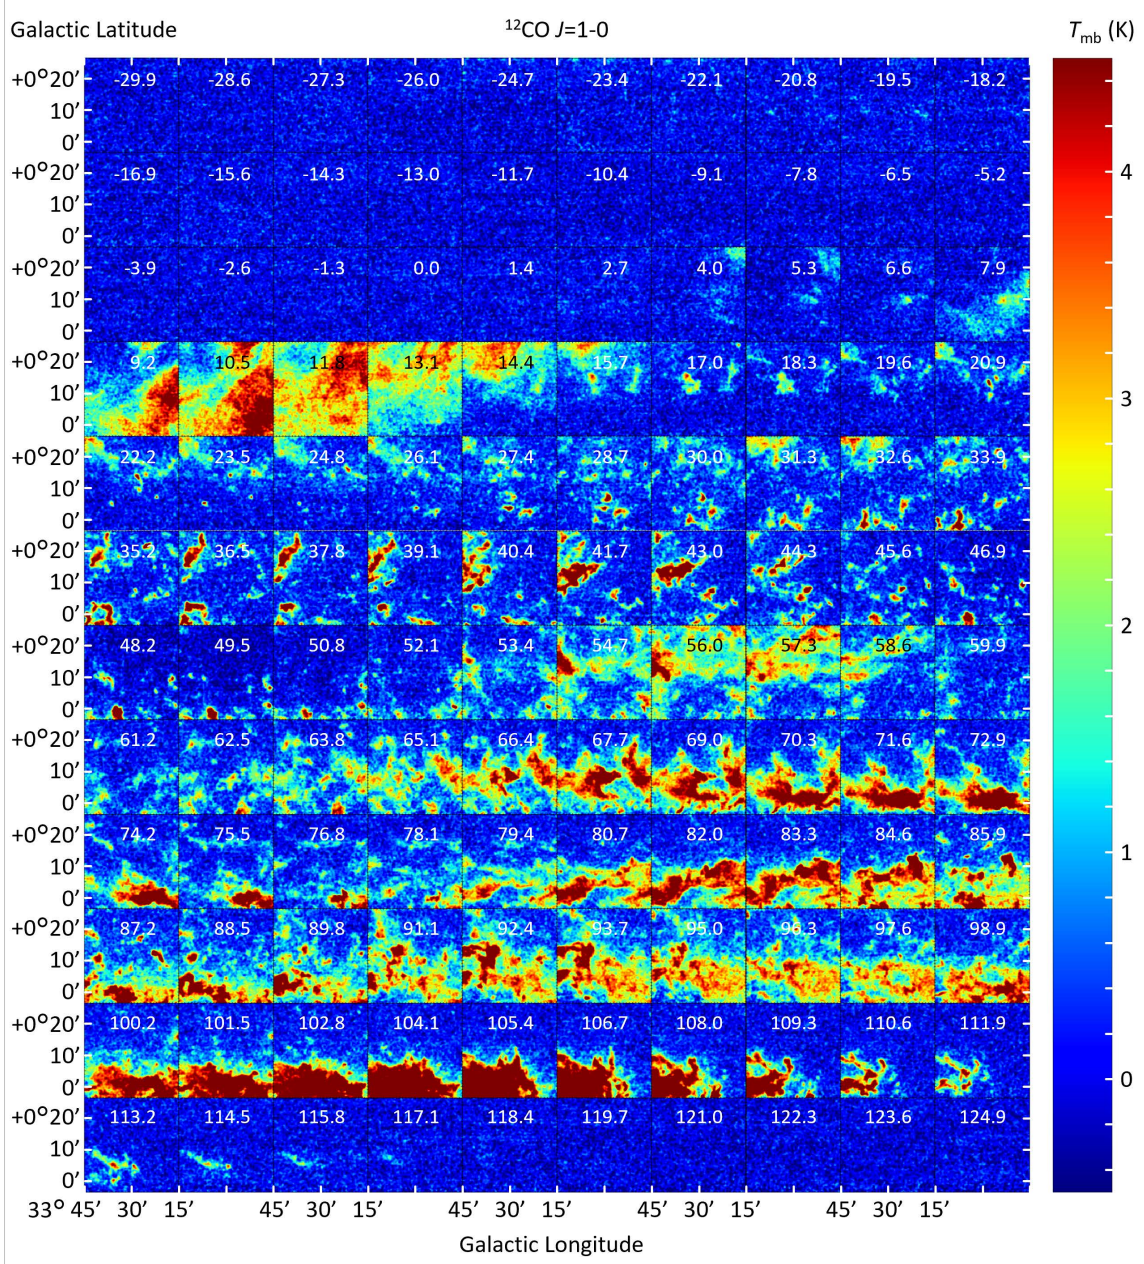 Galactic Latitude ¹²CO J=1-0 Tmb (K)
+0°20’ -29.9 -28.6 -27.3 -26.0 -24.7 -23.4 -22.1 -20.8 -19.5 -18.2
10’
0’
+0°20’ -16.9 -15.6 -14.3 -13.0 -11.7 -10.4 -9.1 -7.8 -6.5 -5.2
4
10’
0’
+0°20’ -3.9 -2.6 -1.3 0.0 1.4 2.7 4.0 5.3 6.6 7.9
10’
0’
+0°20’ 9.2 10.5 11.8 13.1 14.4 15.7 17.0 18.3 19.6 20.9
10’
3
0’
+0°20’ 22.2 23.5 24.8 26.1 27.4 28.7 30.0 31.3 32.6 33.9
10’
0’
+0°20’ 35.2 36.5 37.8 39.1 40.4 41.7 43.0 44.3 45.6 46.9
10’
0’
2
+0°20’ 48.2 49.5 50.8 52.1 53.4 54.7 56.0 57.3 58.6 59.9
10’
0’
+0°20’ 61.2 62.5 63.8 65.1 66.4 67.7 69.0 70.3 71.6 72.9
10’
0’
+0°20’ 74.2 75.5 76.8 78.1 79.4 80.7 82.0 83.3 84.6 85.9
1
10’
0’
+0°20’ 87.2 88.5 89.8 91.1 92.4 93.7 95.0 96.3 97.6 98.9
10’
0’
+0°20’ 100.2 101.5 102.8 104.1 105.4 106.7 108.0 109.3 110.6 111.9
10’
0’
0
+0°20’ 113.2 114.5 115.8 117.1 118.4 119.7 121.0 122.3 123.6 124.9
10’
0’
33° 45’ 30’ 15’ 45’ 30’ 15’ 45’ 30’ 15’ 45’ 30’ 15’ 45’ 30’ 15’
Galactic Longitude